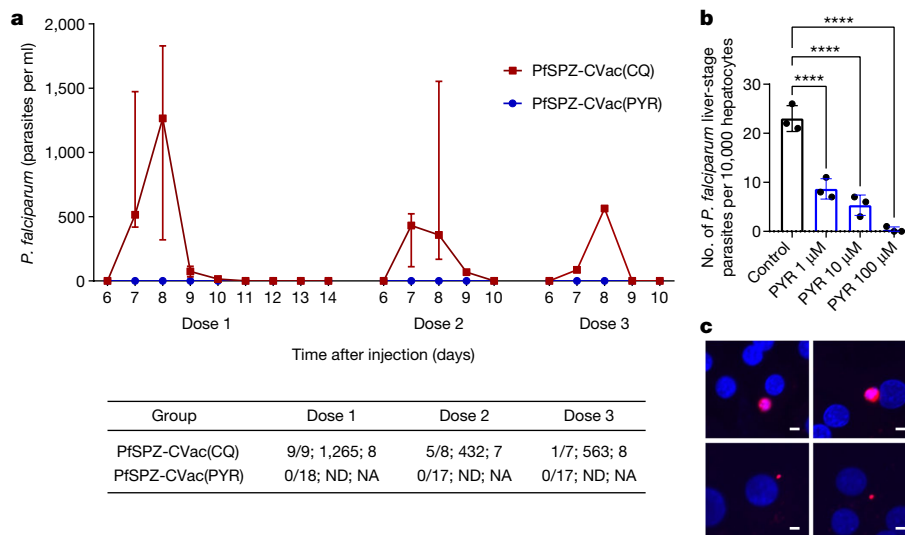 a
2,000
1,500
1,000
500
0
P. falciparum (parasites per ml)
PfSPZ-CVac(CQ)
PfSPZ-CVac(PYR)
6 7 8 9 10 11 12 13 14 6 7 8 9 10 6 7 8 9 10
Dose 1 Dose 2 Dose 3
Time after injection (days)
Group Dose 1 Dose 2 Dose 3
PfSPZ-CVac(CQ) 9/9; 1,265; 8 5/8; 432; 7 1/7; 563; 8
PfSPZ-CVac(PYR) 0/18; ND; NA 0/17; ND; NA 0/17; ND; NA
b
****
****
****
30
20
10
0
No. of P. falciparum liver-stage
parasites per 10,000 hepatocytes
Control
PYR 1 μM
PYR 10 μM
PYR 100 μM
c